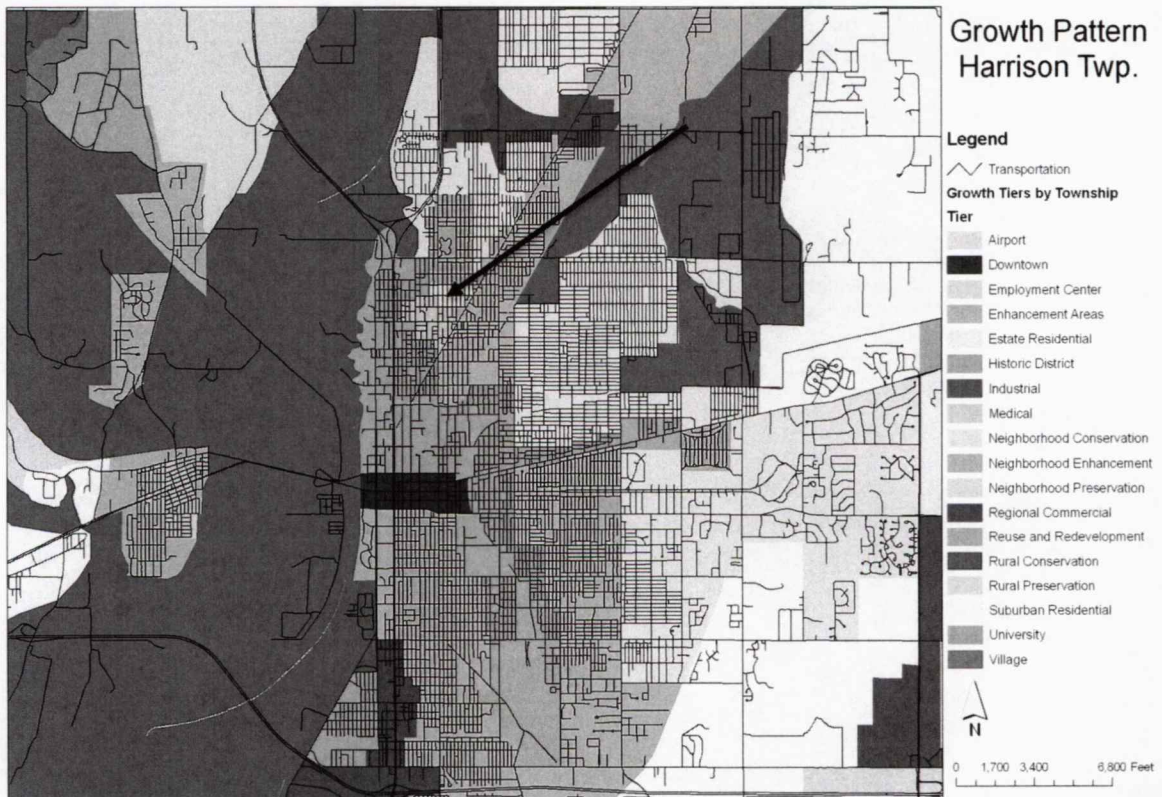 Growth Pattern
Harrison Twp.
Legend
Transportation
Growth Tiers by Township
Tier
Airport
Downtown
Employment Center
Enhancement Areas
Estate Residential
Historic District
Industrial
Medical
Neighborhood Conservation
Neighborhood Enhancement
Neighborhood Preservation
Regional Commercial
Reuse and Redevelopment
Rural Conservation
Rural Preservation
Suburban Residential
University
Village
N
0 1,700 3,400 6,800 Feet